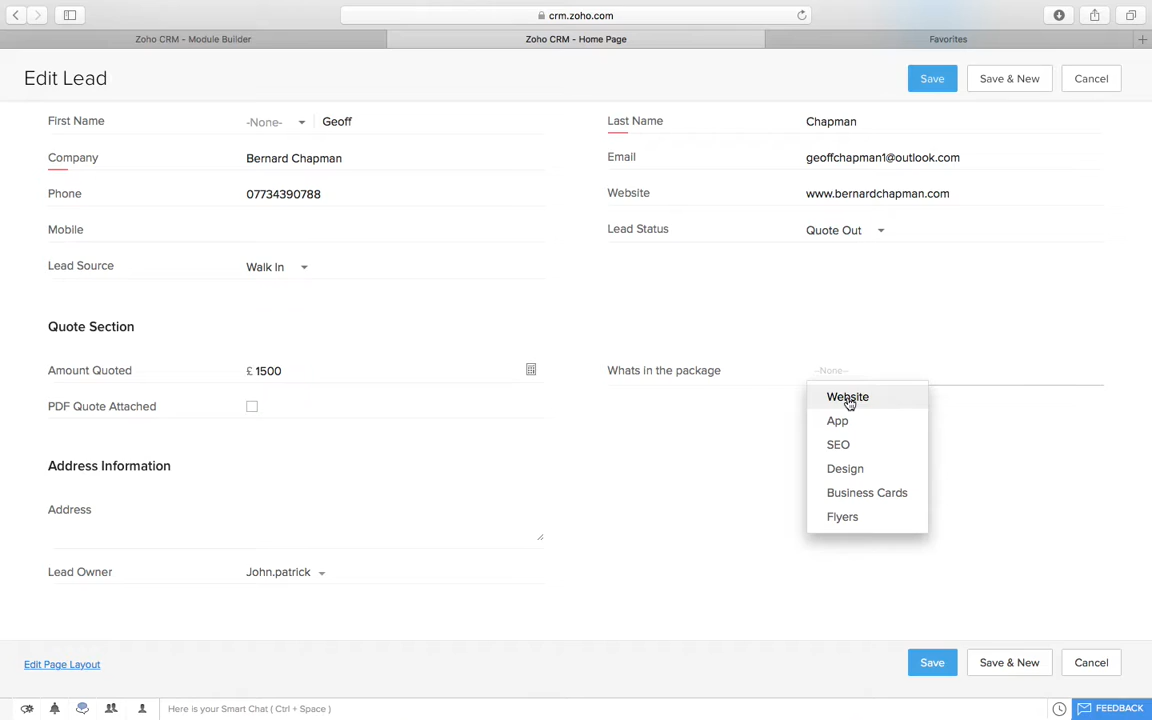 crm.zoho.com
Zoho CRM - Module Builder
Zoho CRM - Home Page
Favorites
Edit Lead
Save
Save & New
Cancel
First Name
-None-
Geoff
Last Name
Chapman
Company
Bernard Chapman
Email
geoffchapman1@outlook.com
Phone
07734390788
Website
www.bernardchapman.com
Mobile
Lead Status
Quote Out
Lead Source
Walk In
Quote Section
Amount Quoted
£ 1500
Whats in the package
--None--
Website
App
SEO
Design
Business Cards
Flyers
PDF Quote Attached
Address Information
Address
Lead Owner
John.patrick
Edit Page Layout
Save
Save & New
Cancel
Here is your Smart Chat ( Ctrl + Space )
FEEDBACK